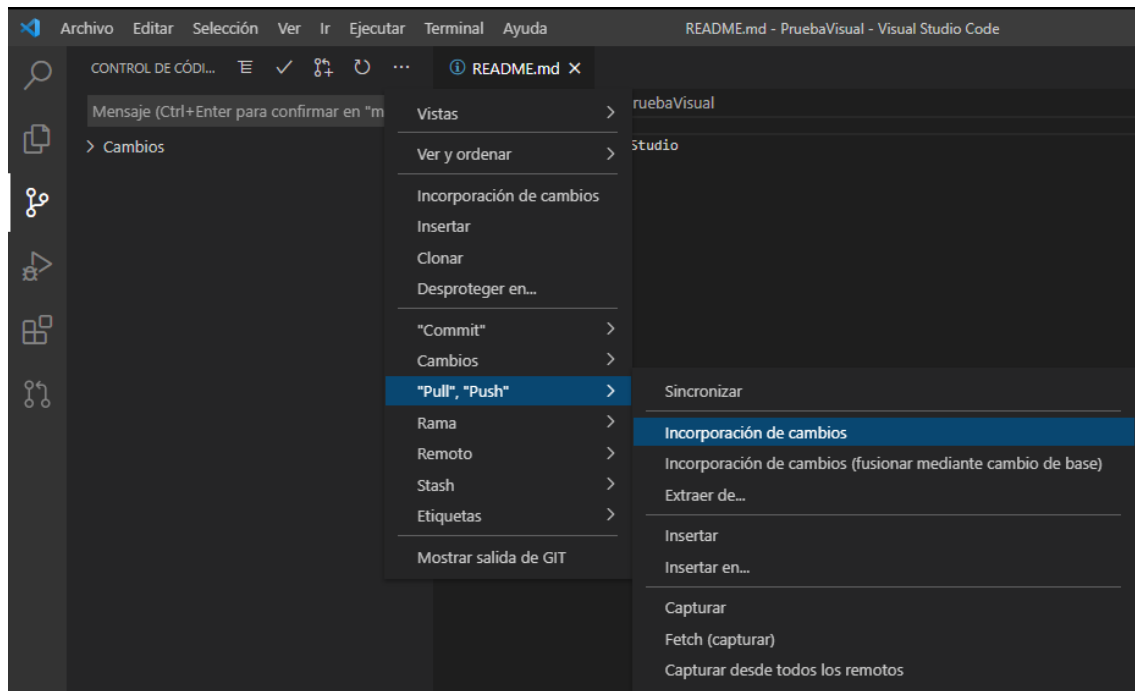 Archivo Editar Selección Ver Ir Ejecutar Terminal Ayuda README.md - PruebaVisual - Visual Studio Code
CONTROL DE CÓDI... README.md
Mensaje (Ctrl+Enter para confirmar en "m
Cambios
ruebaVisual
Studio
Vistas
Ver y ordenar
Incorporación de cambios
Insertar
Clonar
Desproteger en...
"Commit"
Cambios
"Pull", "Push"
Rama
Remoto
Stash
Etiquetas
Mostrar salida de GIT
Sincronizar
Incorporación de cambios
Incorporación de cambios (fusionar mediante cambio de base)
Extraer de...
Insertar
Insertar en...
Capturar
Fetch (capturar)
Capturar desde todos los remotos